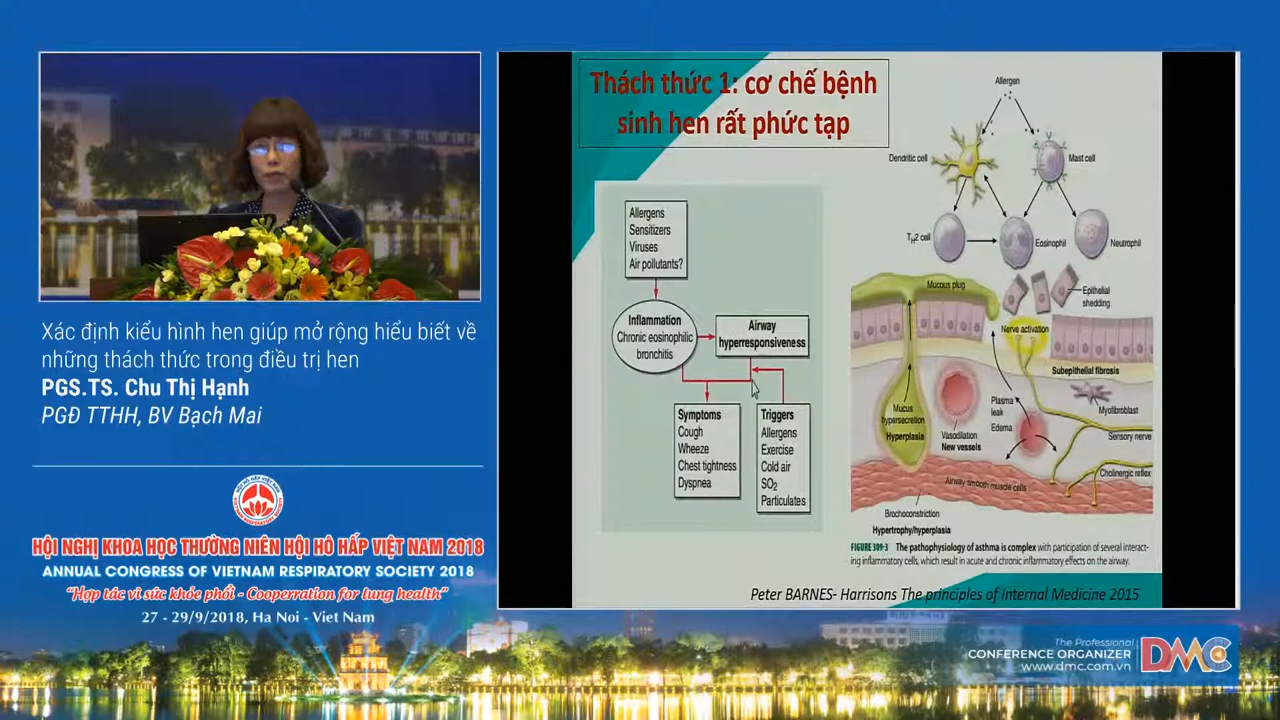 Thách thức 1: cơ chế bệnh
sinh hen rất phức tạp
Allergens
Sensitizers
Viruses
Air pollutants?
Inflammation
Chronic eosinophilic
bronchitis
Airway
hyperresponsiveness
Symptoms
Cough
Wheeze
Chest tightness
Dyspnea
Triggers
Allergens
Exercise
Cold air
SO2
Particulates
Allergen
Dendritic cell
Mast cell
TH2 cell
Eosinophil
Neutrophil
Mucous plug
Epithelial
shedding
Nerve activation
Subepithelial fibrosis
Plasma
leak
Edema
Myofibroblast
Mucus
hypersecretion
Hyperplasia
Vasodilation
New vessels
Sensory nerve
Cholinergic reflex
Airway smooth muscle cells
Brochoconstriction
Hypertrophy/hyperplasia
FIGURE 309-3 The pathophysiology of asthma is complex with participation of several interact-
ing inflammatory cells, which result in acute and chronic inflammatory effects on the airway.
Peter BARNES- Harrisons The principles of Internal Medicine 2015
Xác định kiểu hình hen giúp mở rộng hiểu biết về
những thách thức trong điều trị hen
PGS.TS. Chu Thị Hạnh
PGĐ TTHH, BV Bạch Mai
HỘI NGHỊ KHOA HỌC THƯỜNG NIÊN HỘI HÔ HẤP VIỆT NAM 2018
ANNUAL CONGRESS OF VIETNAM RESPIRATORY SOCIETY 2018
"Hợp tác vì sức khỏe phổi - Cooperration for lung health"
27 - 29/9/2018, Ha Noi - Viet Nam
The Professional
CONFERENCE ORGANIZER
www.dmc.com.vn
DMC